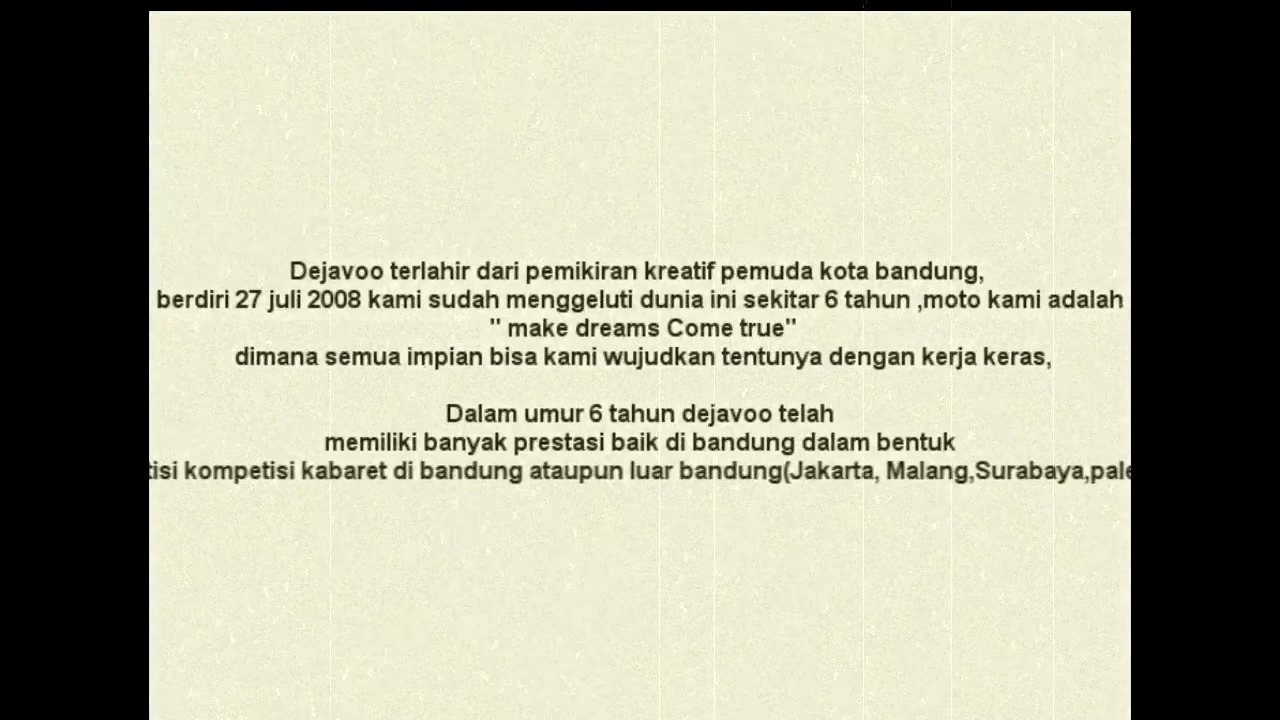 Dejavoo terlahir dari pemikiran kreatif pemuda kota bandung,
berdiri 27 juli 2008 kami sudah menggeluti dunia ini sekitar 6 tahun ,moto kami adalah
" make dreams Come true"
dimana semua impian bisa kami wujudkan tentunya dengan kerja keras,
Dalam umur 6 tahun dejavoo telah
memiliki banyak prestasi baik di bandung dalam bentuk
kompetisi kabaret di bandung ataupun luar bandung(Jakarta, Malang,Surabaya,